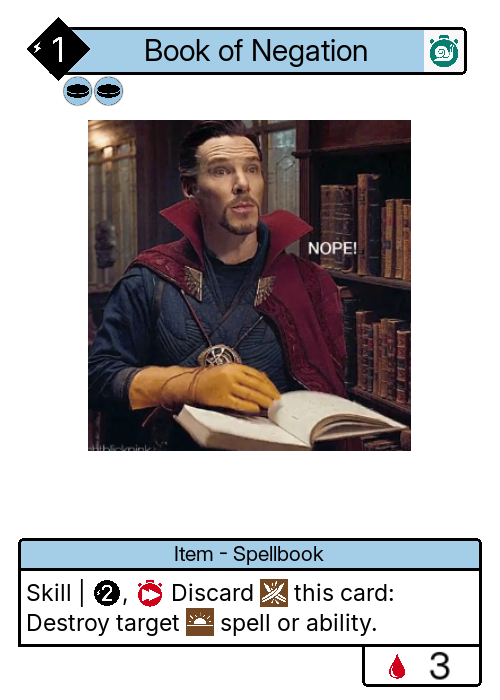 1 Book of Negation
NOPE!
Item - Spellbook
Skill | 2, Discard this card:
Destroy target spell or ability.
3